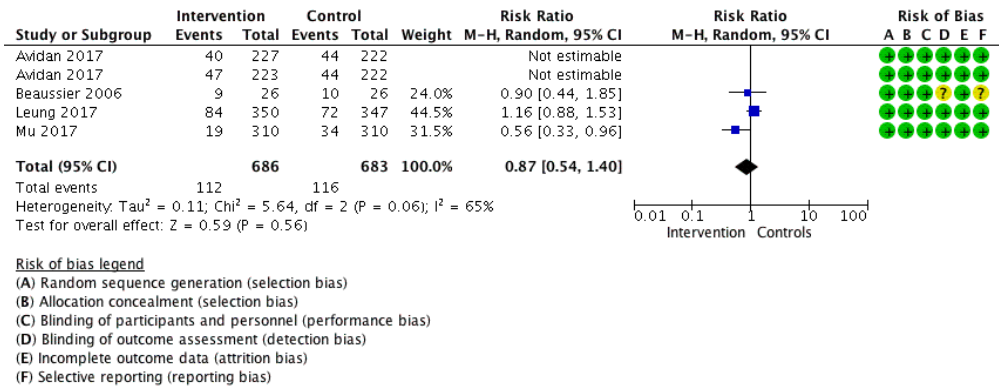 Intervention Control Risk Ratio Risk Ratio Risk of Bias
Study or Subgroup Events Total Events Total Weight M-H, Random, 95% CI M-H, Random, 95% CI A B C D E F
Avidan 2017 40 227 44 222 Not estimable
Avidan 2017 47 223 44 222 Not estimable
Beaussier 2006 9 26 10 26 24.0% 0.90 [0.44, 1.85] ? ?
Leung 2017 84 350 72 347 44.5% 1.16 [0.88, 1.53]
Mu 2017 19 310 34 310 31.5% 0.56 [0.33, 0.96]
Total (95% CI) 686 683 100.0% 0.87 [0.54, 1.40]
Total events 112 116
Heterogeneity: Tau² = 0.11; Chi² = 5.64, df = 2 (P = 0.06); I² = 65%
Test for overall effect: Z = 0.59 (P = 0.56)
0.01 0.1 1 10 100
Intervention Controls
Risk of bias legend
(A) Random sequence generation (selection bias)
(B) Allocation concealment (selection bias)
(C) Blinding of participants and personnel (performance bias)
(D) Blinding of outcome assessment (detection bias)
(E) Incomplete outcome data (attrition bias)
(F) Selective reporting (reporting bias)